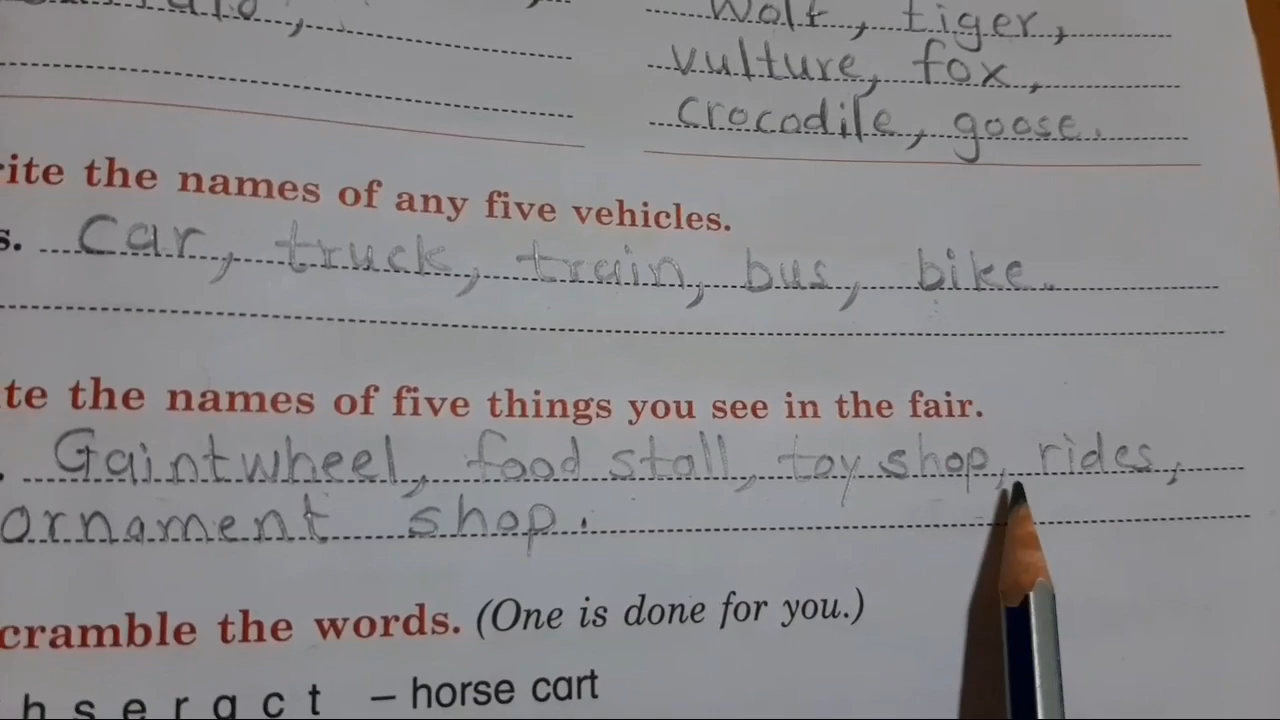 Wolf, tiger,
vulture, fox,
crocodile, goose.
ite the names of any five vehicles.
s. Car, truck, train, bus, bike.
te the names of five things you see in the fair.
Gaintwheel, food stall, toy shop, rides,
ornament shop.
cramble the words. (One is done for you.)
h s e r a c t – horse cart